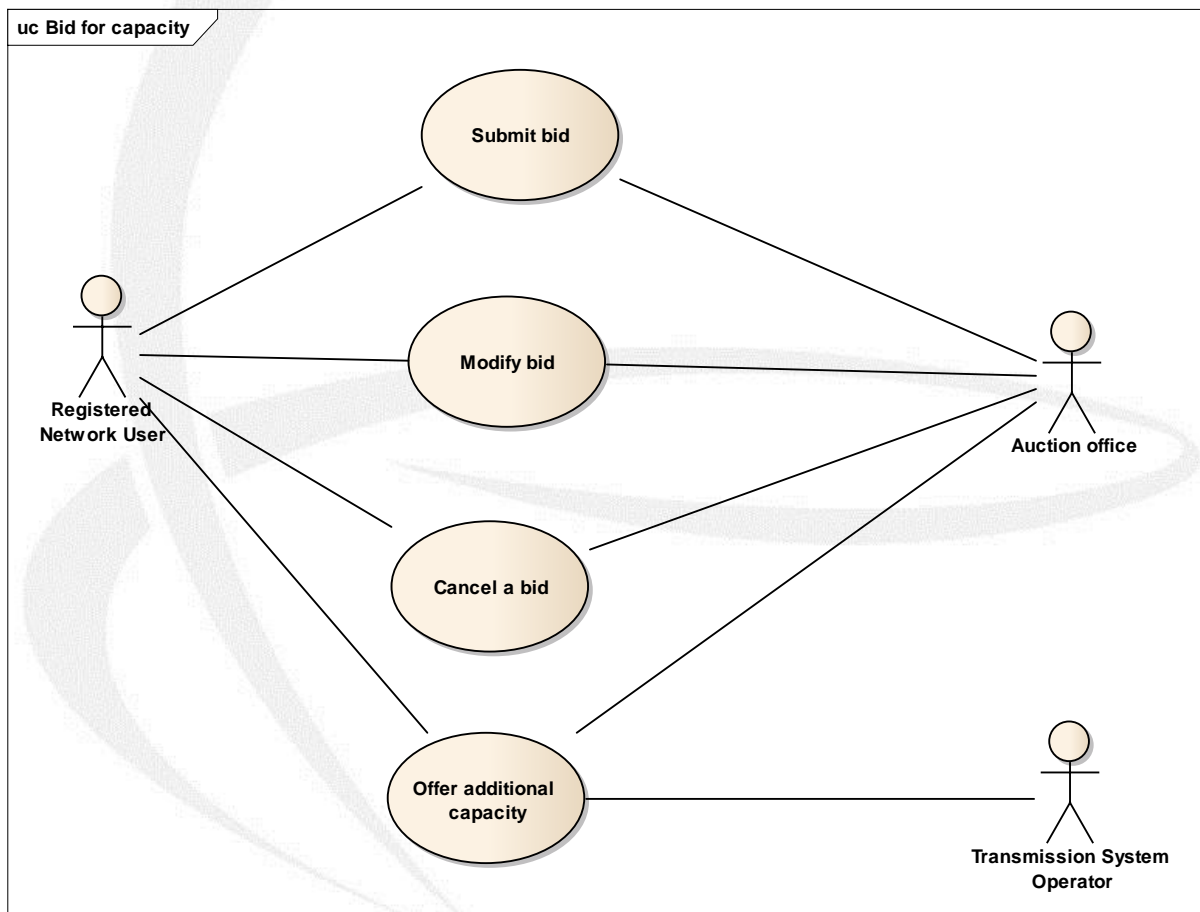 uc Bid for capacity
Submit bid
Modify bid
Registered
Network User
Auction office
Cancel a bid
Offer additional
capacity
Transmission System
Operator